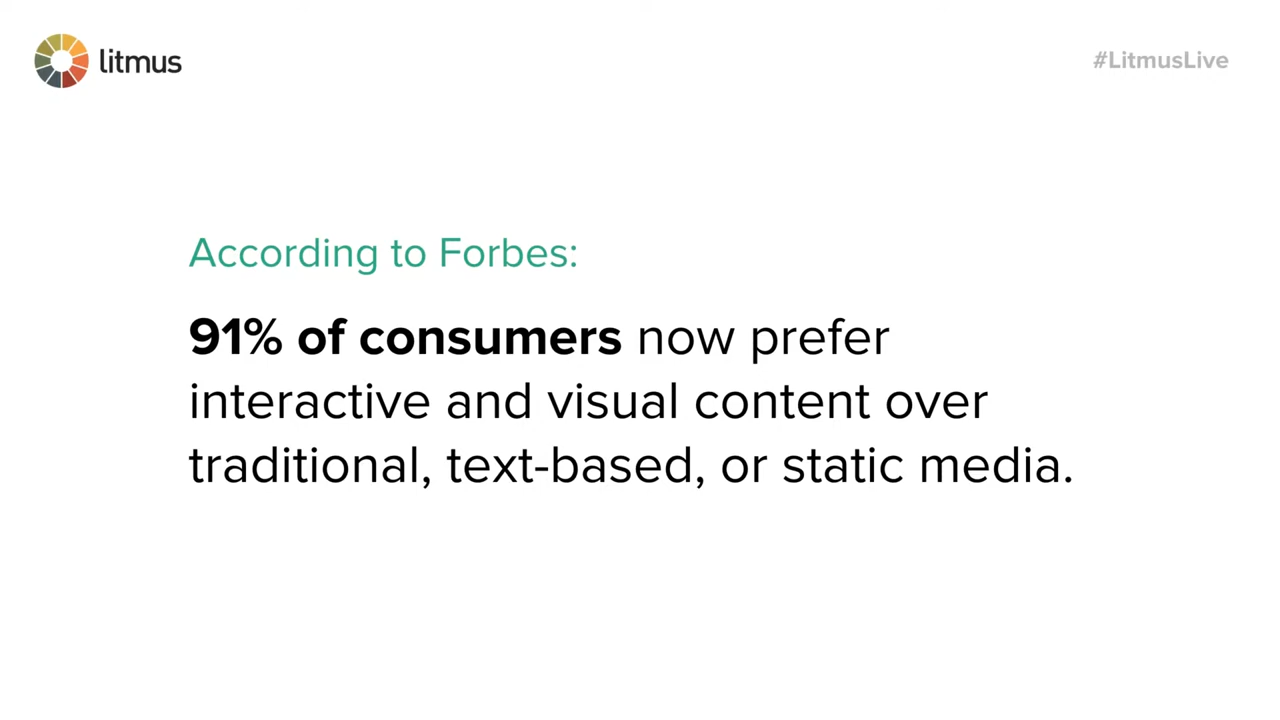 litmus
#LitmusLive
According to Forbes:
91% of consumers now prefer
interactive and visual content over
traditional, text-based, or static media.